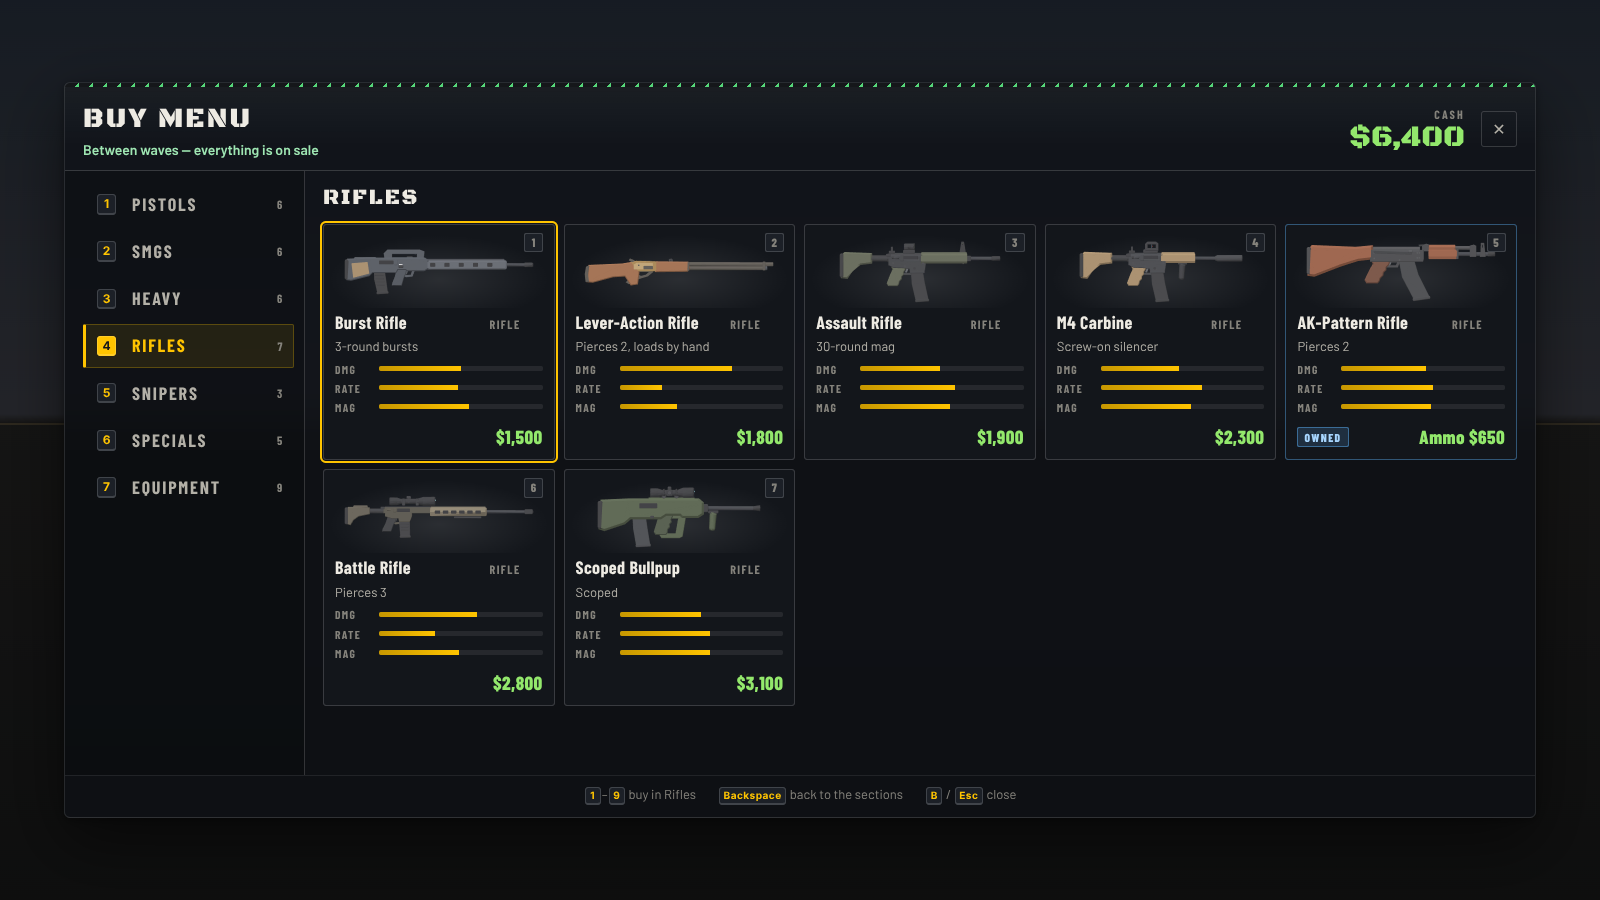 BUY MENU
Between waves — everything is on sale
CASH
$6,400
×
1 PISTOLS 6
2 SMGS 6
3 HEAVY 6
4 RIFLES 7
5 SNIPERS 3
6 SPECIALS 5
7 EQUIPMENT 9
RIFLES
1
Burst Rifle RIFLE
3-round bursts
DMG
RATE
MAG
$1,500
2
Lever-Action Rifle RIFLE
Pierces 2, loads by hand
DMG
RATE
MAG
$1,800
3
Assault Rifle RIFLE
30-round mag
DMG
RATE
MAG
$1,900
4
M4 Carbine RIFLE
Screw-on silencer
DMG
RATE
MAG
$2,300
5
AK-Pattern Rifle RIFLE
Pierces 2
DMG
RATE
MAG
OWNED Ammo $650
6
Battle Rifle RIFLE
Pierces 3
DMG
RATE
MAG
$2,800
7
Scoped Bullpup RIFLE
Scoped
DMG
RATE
MAG
$3,100
1–9 buy in Rifles Backspace back to the sections B / Esc close